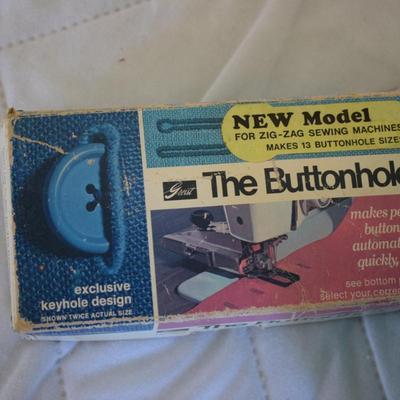 NEW Model
FOR ZIG-ZAG SEWING MACHINES
MAKES 13 BUTTONHOLE SIZES
Greist
The Buttonhol
makes pe
button
automat
quickly,
see bottom
select your corre
exclusive
keyhole design
SHOWN TWICE ACTUAL SIZE